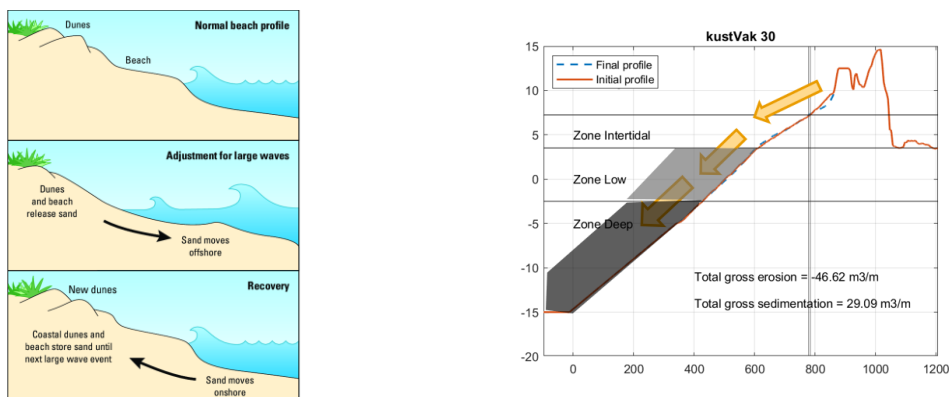 Normal beach profile
Dunes
Beach
Adjustment for large waves
Dunes
and beach
release sand
Sand moves
offshore
Recovery
New dunes
Coastal dunes and
beach store sand until
next large wave event
Sand moves
onshore
kustVak 30
Final profile
Initial profile
Zone Intertidal
Zone Low
Zone Deep
Total gross erosion = -46.62 m3/m
Total gross sedimentation = 29.09 m3/m
15
10
5
0
-5
-10
-15
-20
0 200 400 600 800 1000 1200